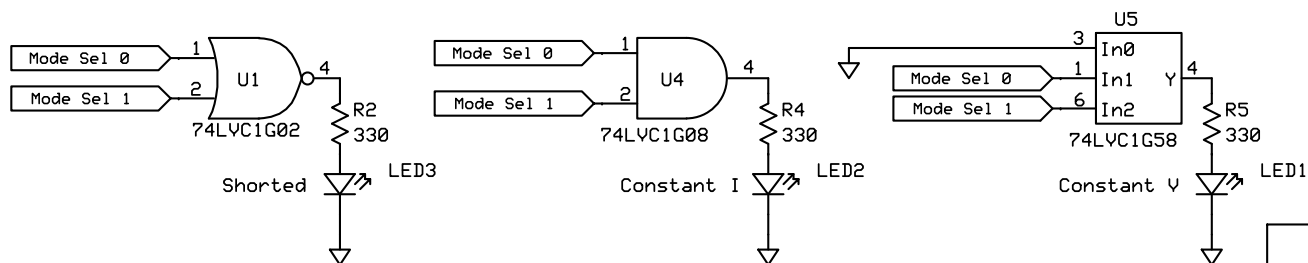 Mode Sel 0
Mode Sel 1
1
2
U1
4
74LVC1G02
R2
330
Shorted
LED3
Mode Sel 0
Mode Sel 1
1
2
U4
4
74LVC1G08
R4
330
Constant I
LED2
U5
3
In0
Mode Sel 0
1
In1
Y
4
Mode Sel 1
6
In2
74LVC1G58
R5
330
Constant V
LED1